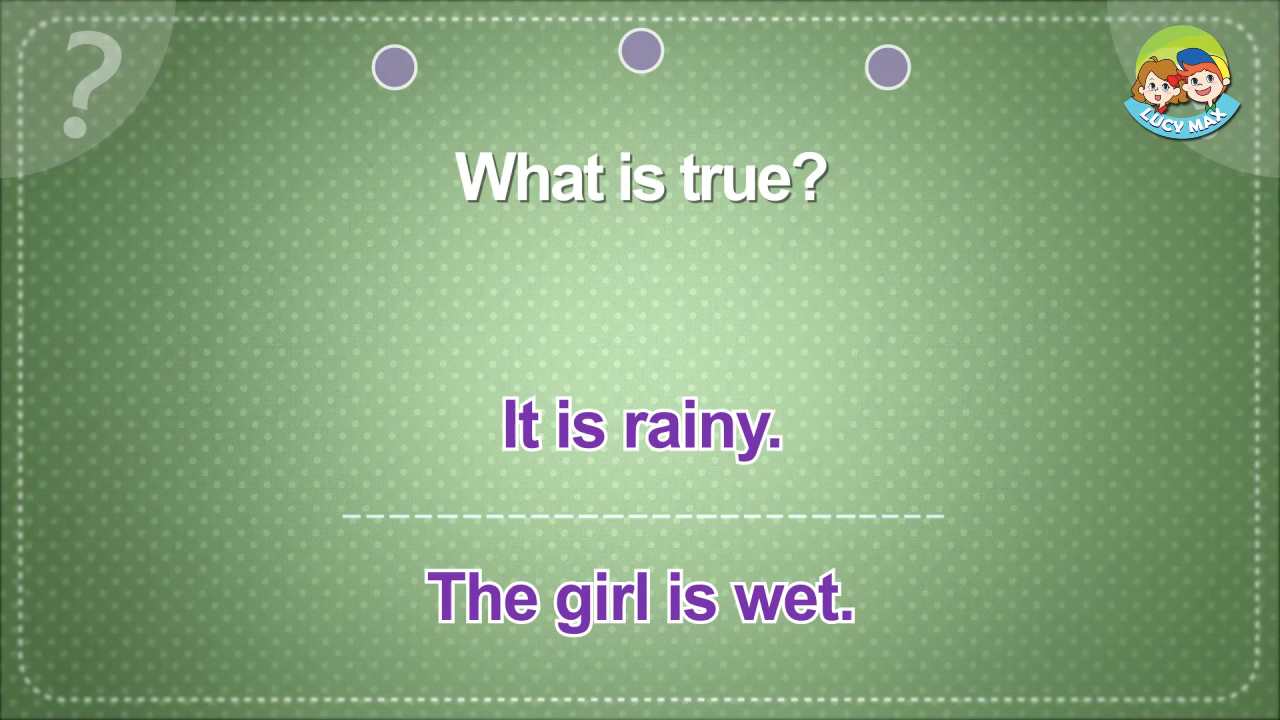 ?
LUCY MAX
What is true?
It is rainy.
The girl is wet.